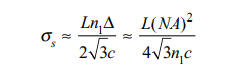 σₛ ≈ Ln₁Δ / 2√3c ≈ L(NA)² / 4√3n₁c